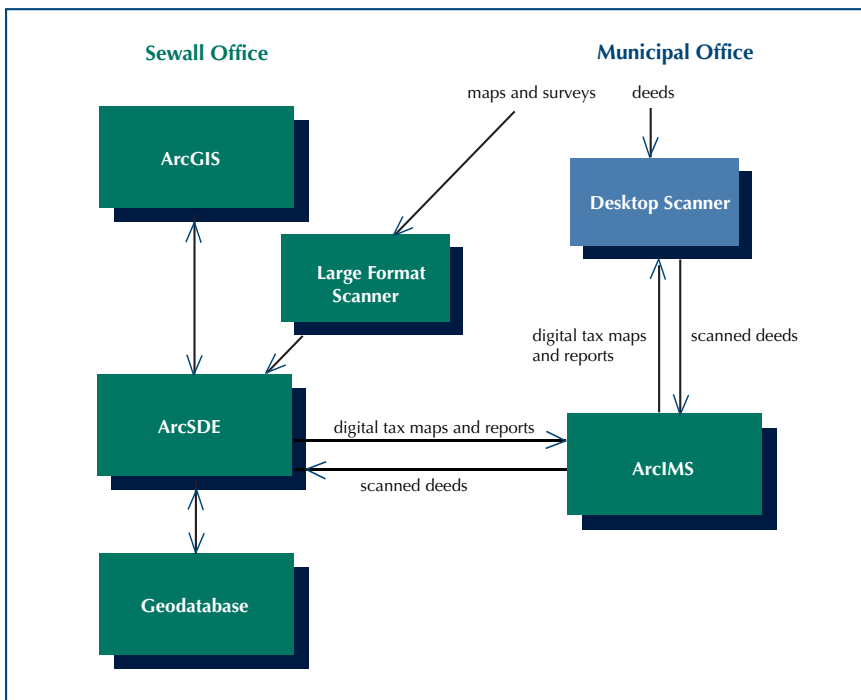 Sewall Office
Municipal Office
maps and surveys
deeds
ArcGIS
Desktop Scanner
Large Format
Scanner
digital tax maps
and reports
scanned deeds
ArcSDE
digital tax maps and reports
ArcIMS
scanned deeds
Geodatabase